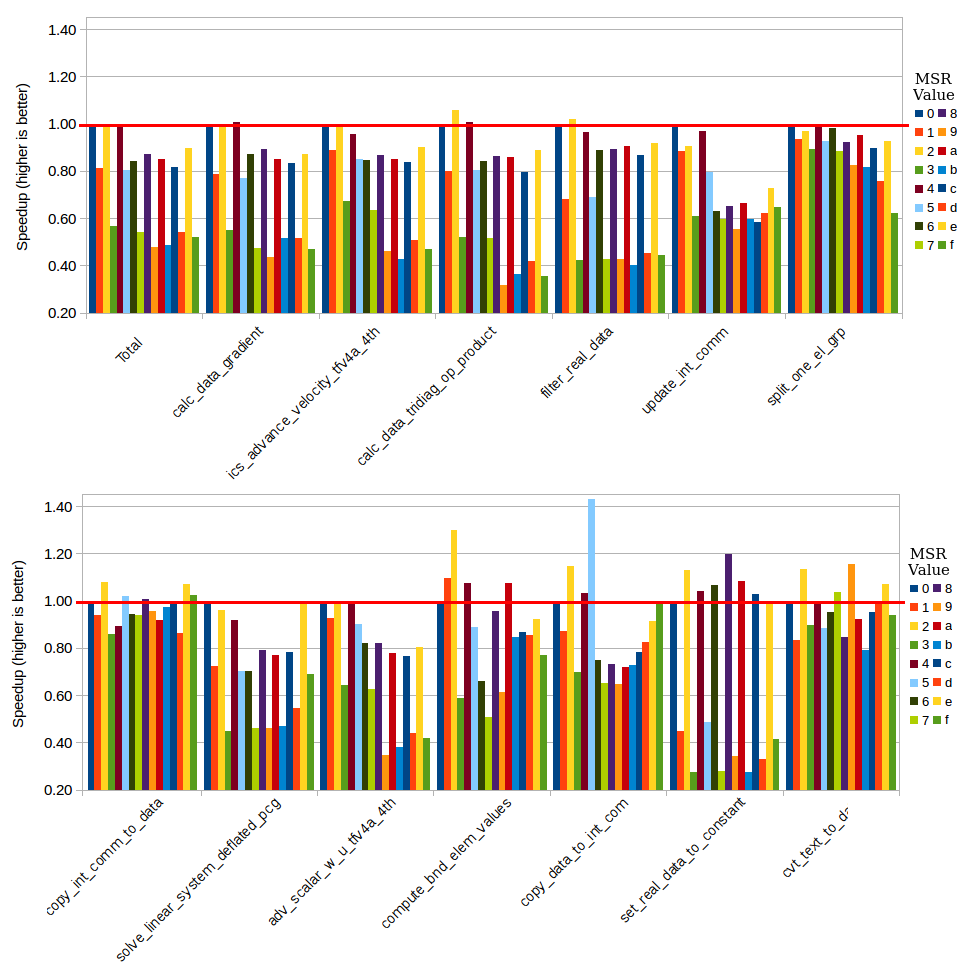 1.40
1.20
1.00
0.80
0.60
0.40
0.20
Speedup (higher is better)
Total
calc_data_gradient
ics_advance_velocity_tfv4a_4th
calc_data_tridiag_op_product
filter_real_data
update_int_comm
split_one_el_grp
MSR
Value
0 8
1 9
2 a
3 b
4 c
5 d
6 e
7 f
1.40
1.20
1.00
0.80
0.60
0.40
0.20
Speedup (higher is better)
copy_int_comm_to_data
solve_linear_system_deflated_pcg
adv_scalar_w_u_tfv4a_4th
compute_bnd_elem_values
copy_data_to_int_com
set_real_data_to_constant
cvt_text_to_d
MSR
Value
0 8
1 9
2 a
3 b
4 c
5 d
6 e
7 f